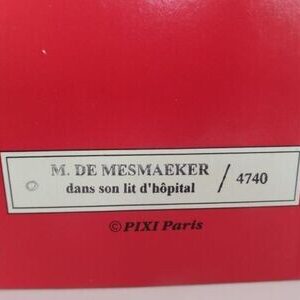 M. DE MESMAEKER / 4740
dans son lit d'hôpital
©PIXI Paris